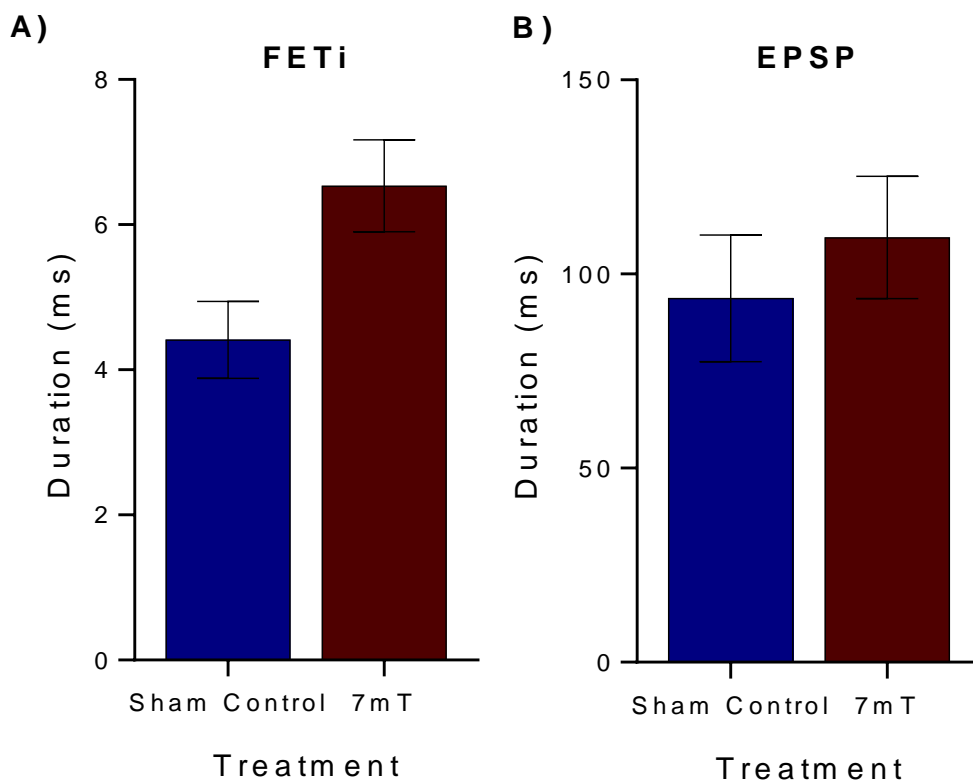 A)
FETi
Duration (ms)
8
6
4
2
0
Sham Control 7mT
Treatment
B)
EPSP
Duration (ms)
150
100
50
0
Sham Control 7mT
Treatment